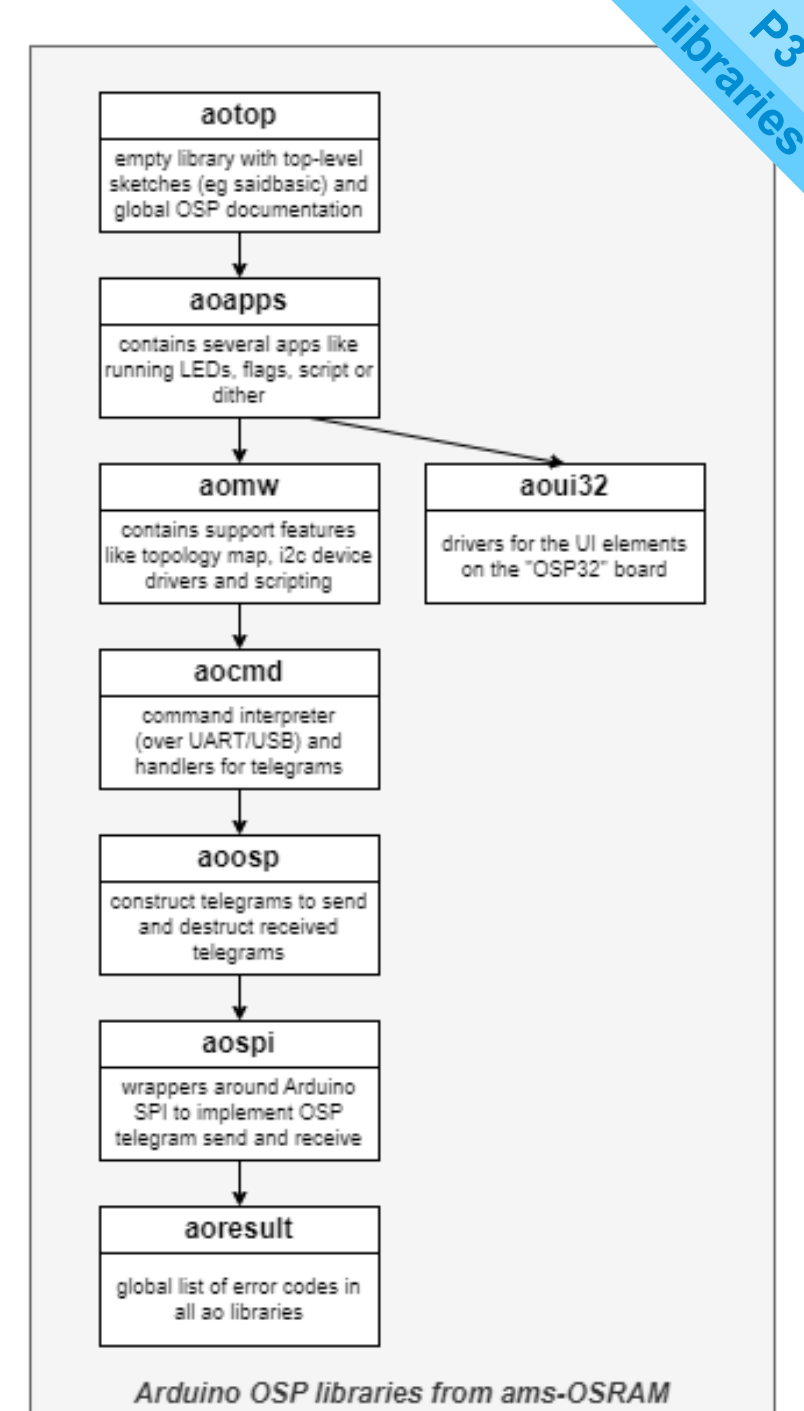 P3
libraries
aotop
empty library with top-level
sketches (eg saidbasic) and
global OSP documentation
aoapps
contains several apps like
running LEDs, flags, script or
dither
aomw
contains support features
like topology map, i2c device
drivers and scripting
aoui32
drivers for the UI elements
on the "OSP32" board
aocmd
command interpreter
(over UART/USB) and
handlers for telegrams
aoosp
construct telegrams to send
and destruct received
telegrams
aospi
wrappers around Arduino
SPI to implement OSP
telegram send and receive
aoresult
global list of error codes in
all ao libraries
Arduino OSP libraries from ams-OSRAM